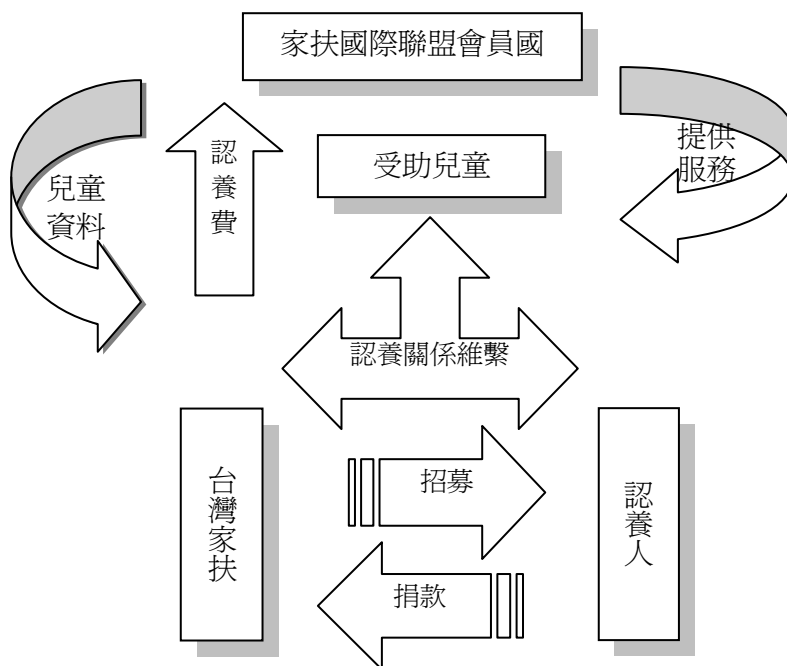 家扶國際聯盟會員國
認養費
受助兒童
提供
服務
兒童
資料
認養關係維繫
台灣家扶
招募
認養人
捐款